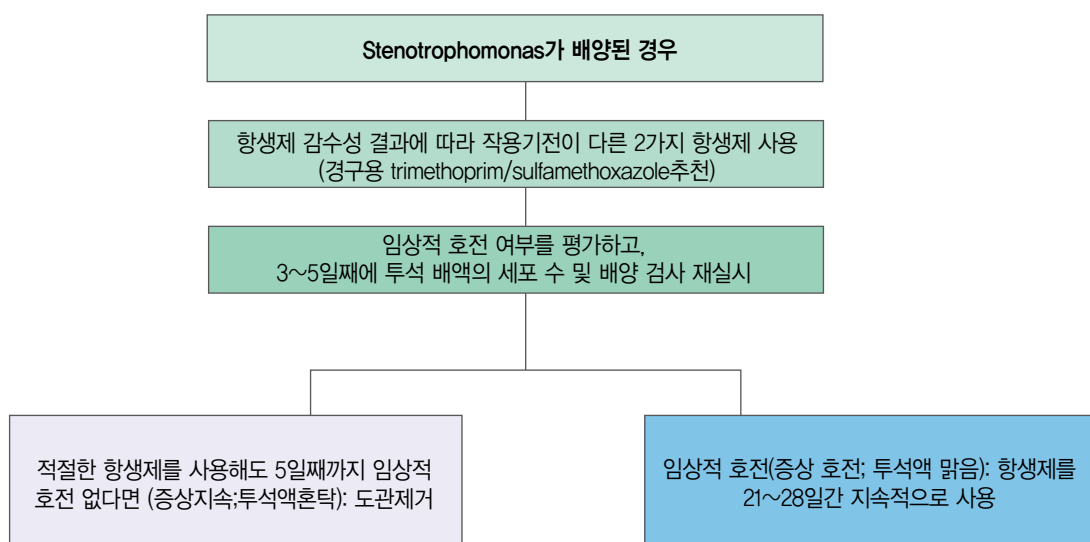 Stenotrophomonas가 배양된 경우
항생제 감수성 결과에 따라 작용기전이 다른 2가지 항생제 사용
(경구용 trimethoprim/sulfamethoxazole추천)
임상적 호전 여부를 평가하고,
3~5일째에 투석 배액의 세포 수 및 배양 검사 재실시
적절한 항생제를 사용해도 5일째까지 임상적
호전 없다면 (증상지속;투석액혼탁): 도관제거
임상적 호전(증상 호전; 투석액 맑음): 항생제를
21~28일간 지속적으로 사용